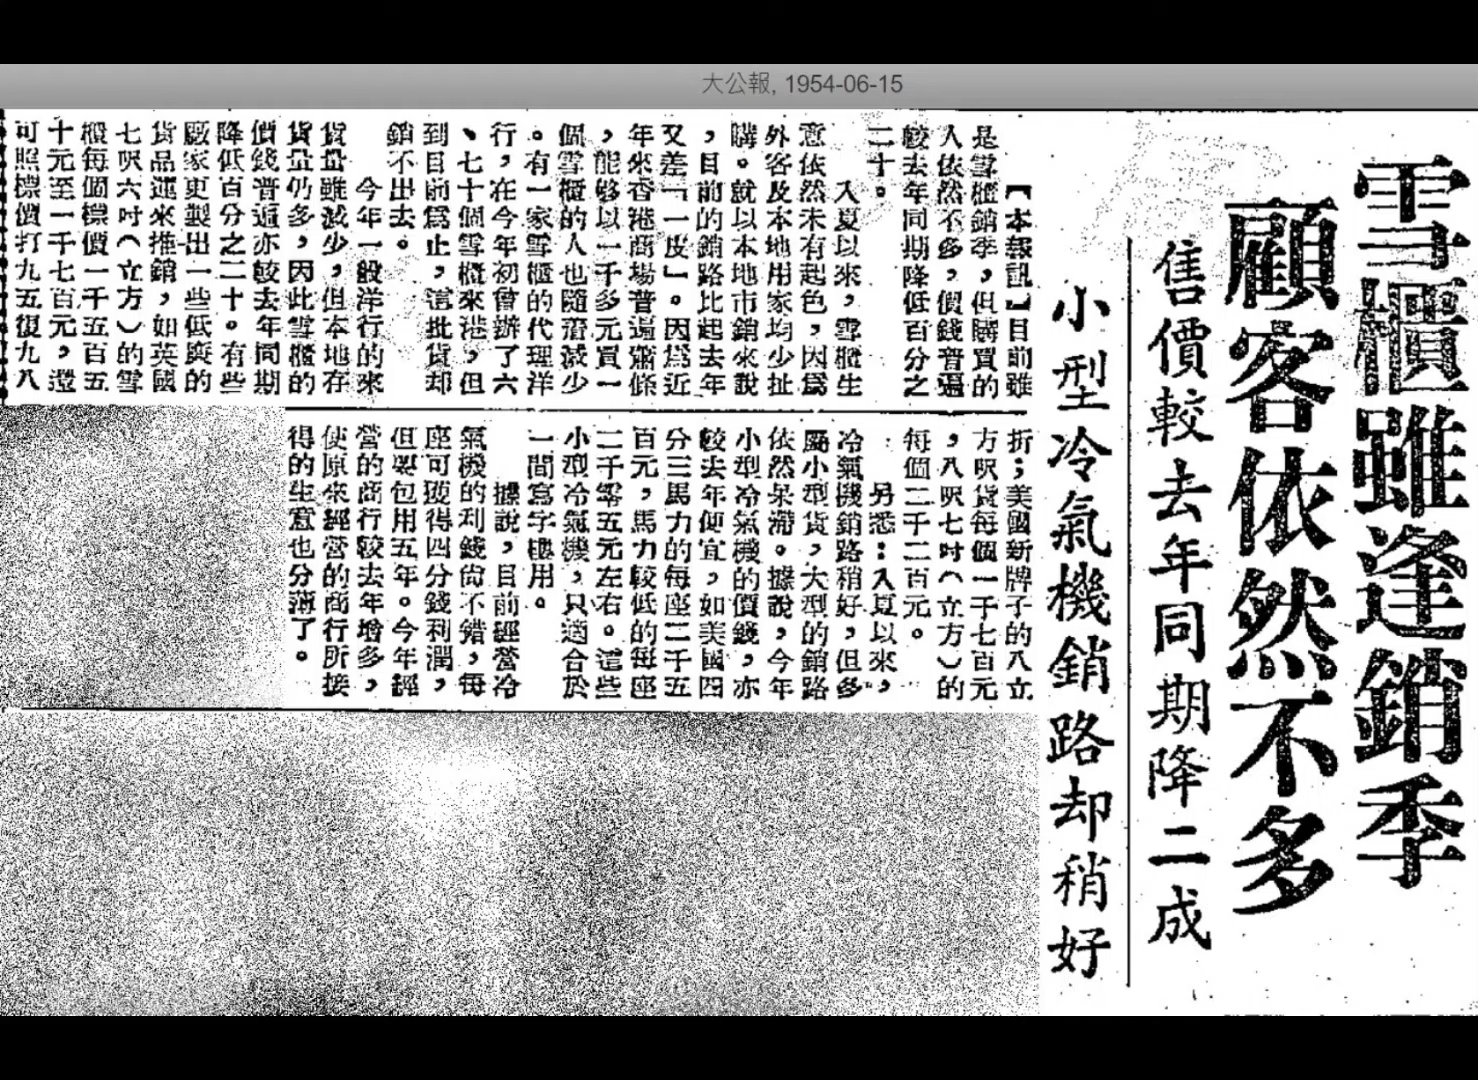 大公報, 1954-06-15
雪櫃雖逢銷季
顧客依然不多
售價較去年同期降二成
小型冷氣機銷路却稍好
【本報訊】目前雖
是雪櫃銷季，但購買的
人依然不多，價錢普遍
較去年同期降低百分之
二十。
入夏以來，雪櫃生
意依然未有起色，因爲
外客及本地用家均少扯
購。就以本地市銷來說
，目前的銷路比起去年
又差「一度」。因爲近
年來香港商場普遍蕭條
，能够以一千多元買一
個雪櫃的人也隨着減少
。有一家雪櫃的代理洋
行，在今年初曾辦了六
、七十個雪櫃來港，但
到目前爲止，這批貨却
銷不出去。
今年一般洋行的來
貨量雖減少，但本地存
貨量仍多，因此雪櫃的
價錢普遍亦較去年同期
降低百分之二十。有些
廠家更製出一些低廉的
貨品運來推銷，如英國
七呎六吋（立方）的雪
櫃每個標價一千五百五
十元至一千七百元，還
可照標價打九五復九八
折；美國新牌子的八立
方呎貨每個一千七百元
，八呎七吋（立方）的
每個二千二百元。
另悉：入夏以來，
冷氣機銷路稍好，但多
屬小型貨，大型的銷路
依然呆滯。據說，今年
小型冷氣機的價錢，亦
較去年便宜，如美國四
分三馬力的每座二千五
百元，馬力較低的每座
二千零五元左右。這些
小型冷氣機，只適合於
一間寫字樓用。
據說，目前經營冷
氣機的利錢尙不錯，每
座可獲得四分錢利潤，
但要包用五年。今年經
營的商行較去年增多，
使原來經營的商行所接
得的生意也分薄了。